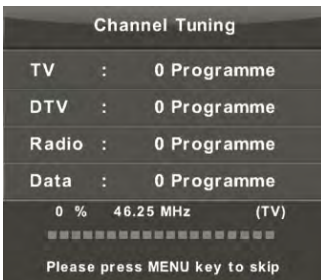 Channel Tuning
TV : 0 Programme
DTV : 0 Programme
Radio : 0 Programme
Data : 0 Programme
0 % 46.25 MHz (TV)
Please press MENU key to skip